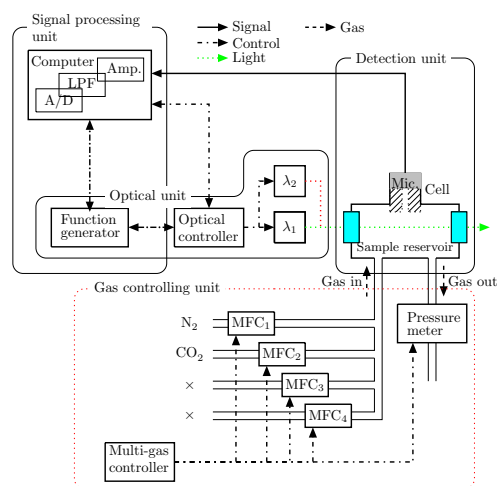 Signal processing
unit
Signal
Gas
Control
Light
Computer
Amp.
LPF
A/D
Detection unit
Mic.
Cell
Optical unit
λ2
Function
generator
Optical
controller
λ1
Sample reservoir
Gas in
Gas out
Gas controlling unit
N2
MFC1
Pressure
meter
CO2
MFC2
×
MFC3
×
MFC4
Multi-gas
controller